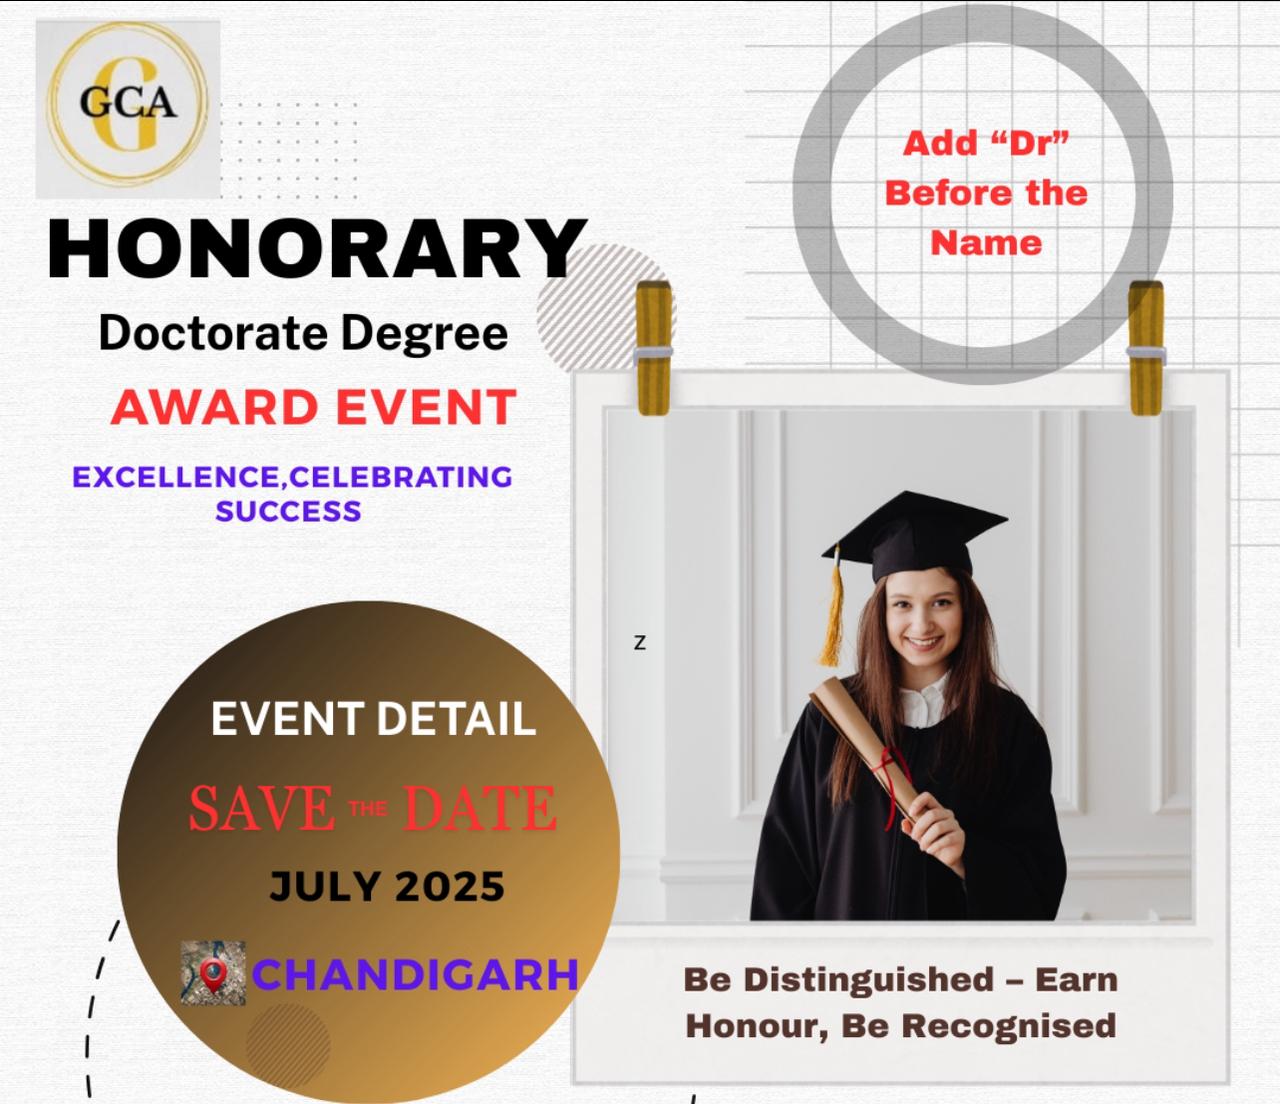 GCA
G
HONORARY
Doctorate Degree
AWARD EVENT
EXCELLENCE,CELEBRATING
SUCCESS
Add “Dr”
Before the
Name
z
EVENT DETAIL
SAVE THE DATE
JULY 2025
CHANDIGARH
Be Distinguished – Earn
Honour, Be Recognised